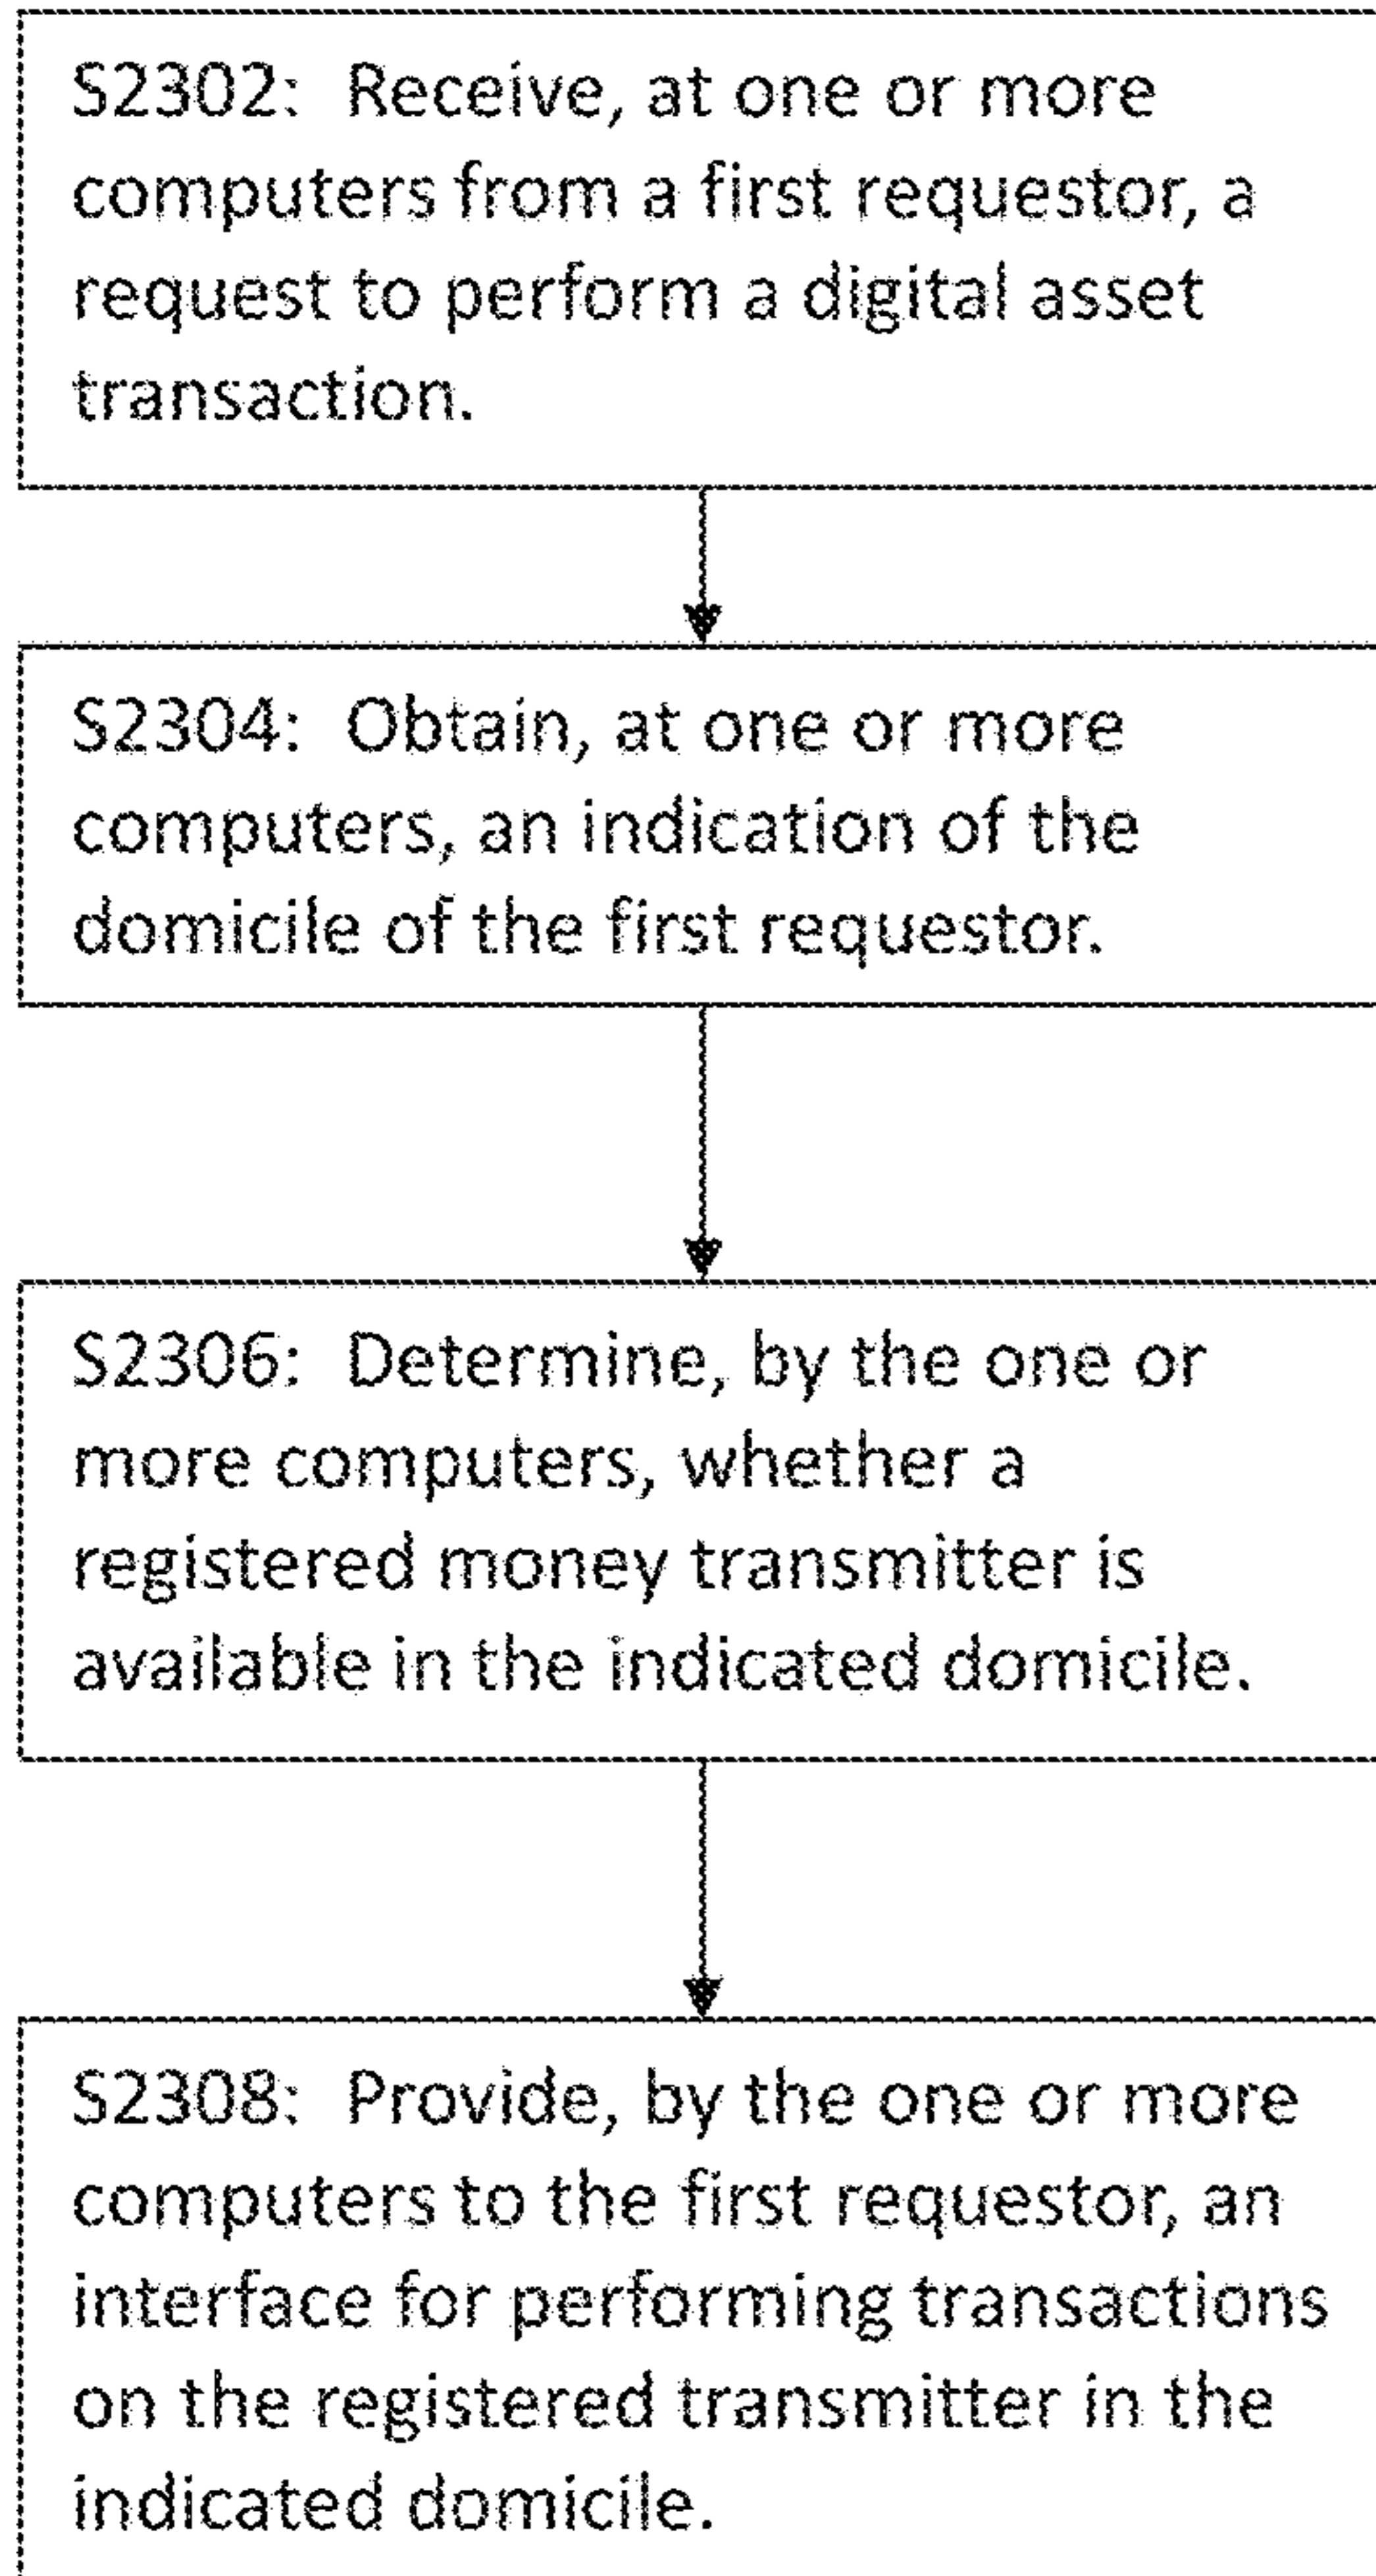 S2302: Receive, at one or more
computers from a first requestor, a
request to perform a digital asset
transaction.
S2304: Obtain, at one or more
computers, an indication of the
domicile of the first requestor.
S2306: Determine, by the one or
more computers, whether a
registered money transmitter is
available in the indicated domicile.
S2308: Provide, by the one or more
computers to the first requestor, an
interface for performing transactions
on the registered transmitter in the
indicated domicile.